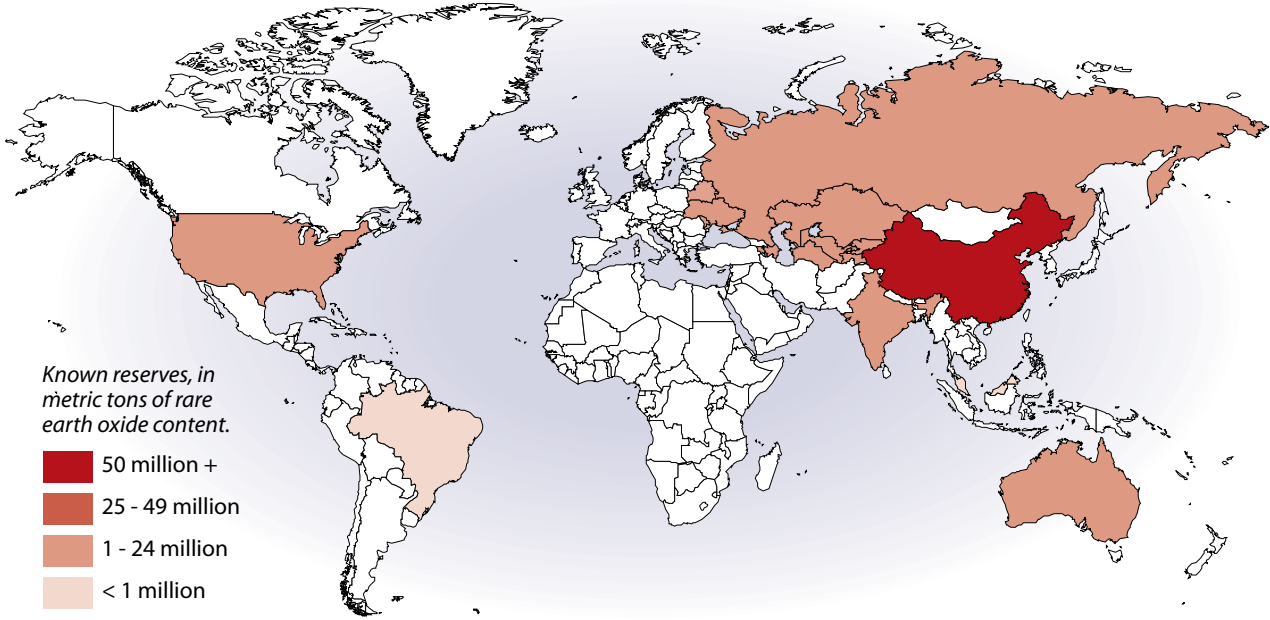 Known reserves, in
metric tons of rare
earth oxide content.
50 million +
25 - 49 million
1 - 24 million
< 1 million